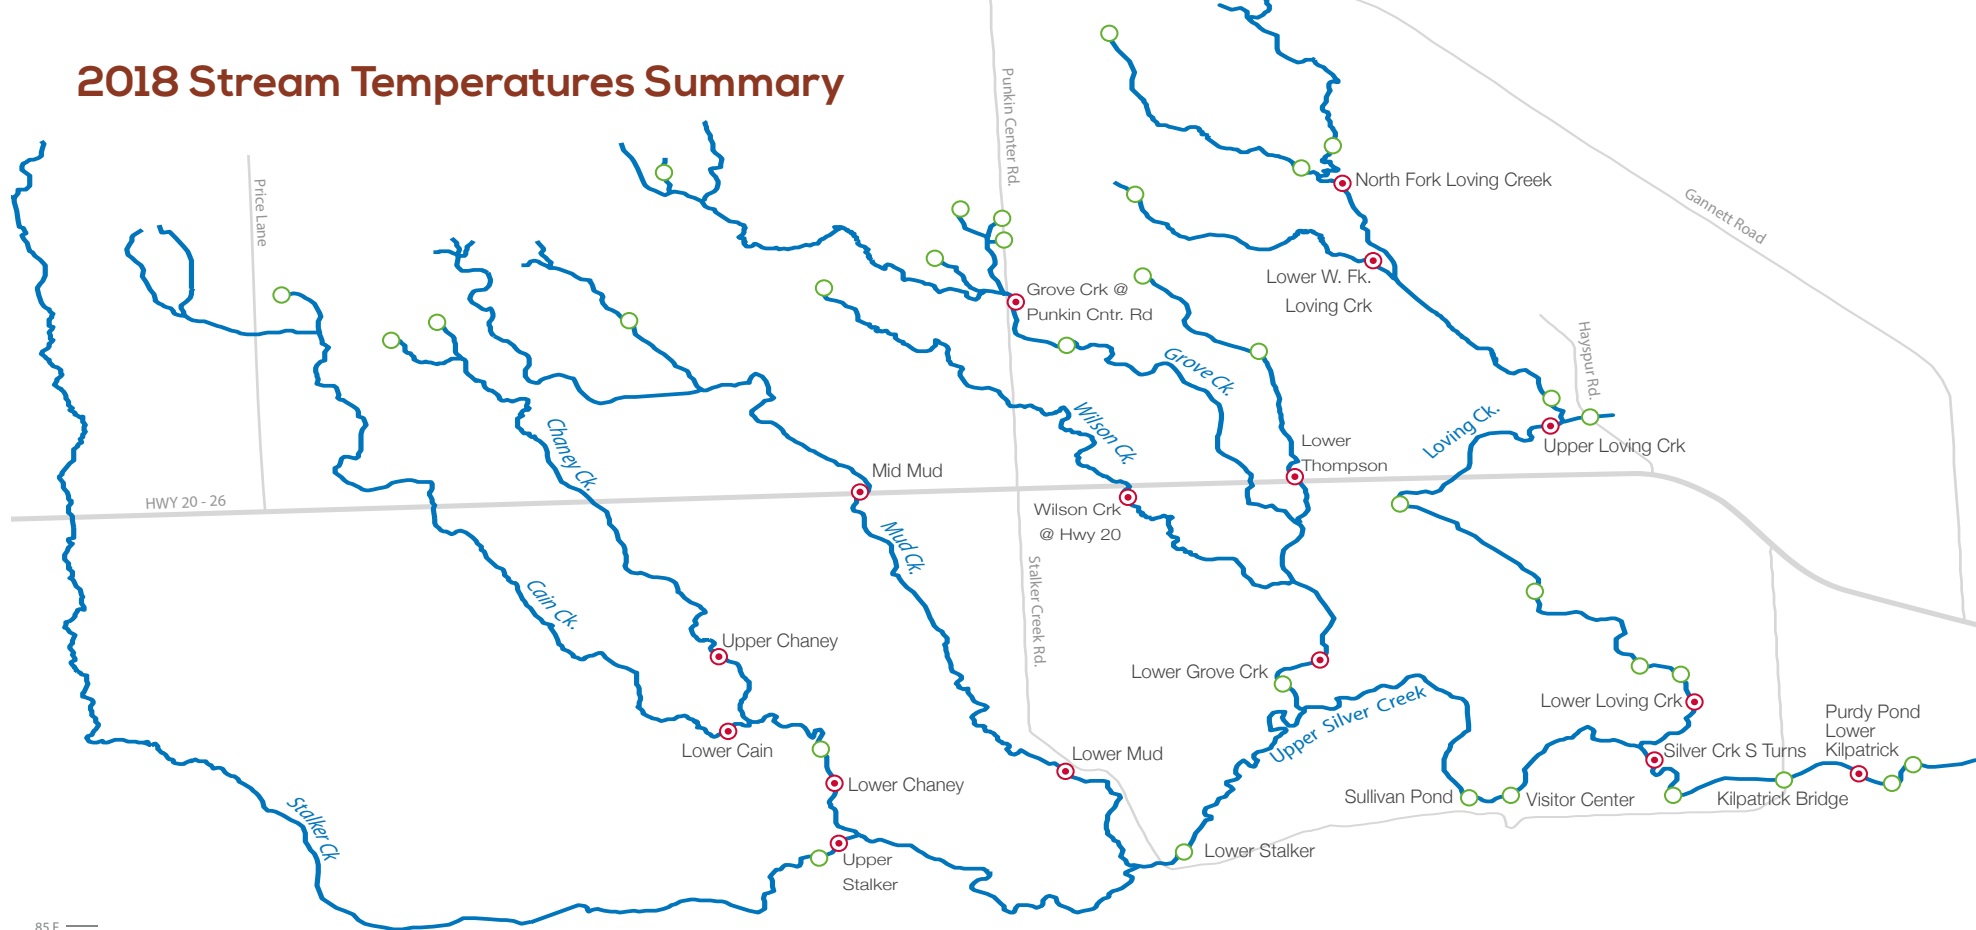 2018 Stream Temperatures Summary
Punkin Center Rd.
Price Lane
North Fork Loving Creek
Gannett Road
Lower W. Fk.
Loving Crk
Grove Crk @
Punkin Cntr. Rd
Hayspur Rd.
Grove Ck.
Wilson Ck.
Loving Ck.
Chaney Ck.
Lower
Thompson
Upper Loving Crk
Mid Mud
HWY 20 - 26
Wilson Crk
@ Hwy 20
Mud Ck.
Cain Ck.
Stalker Creek Rd.
Upper Chaney
Lower Grove Crk
Upper Silver Creek
Lower Loving Crk
Purdy Pond
Lower
Kilpatrick
Silver Crk S Turns
Lower Cain
Lower Mud
Lower Chaney
Sullivan Pond
Visitor Center
Kilpatrick Bridge
Stalker Ck
Lower Stalker
Upper
Stalker
85 F